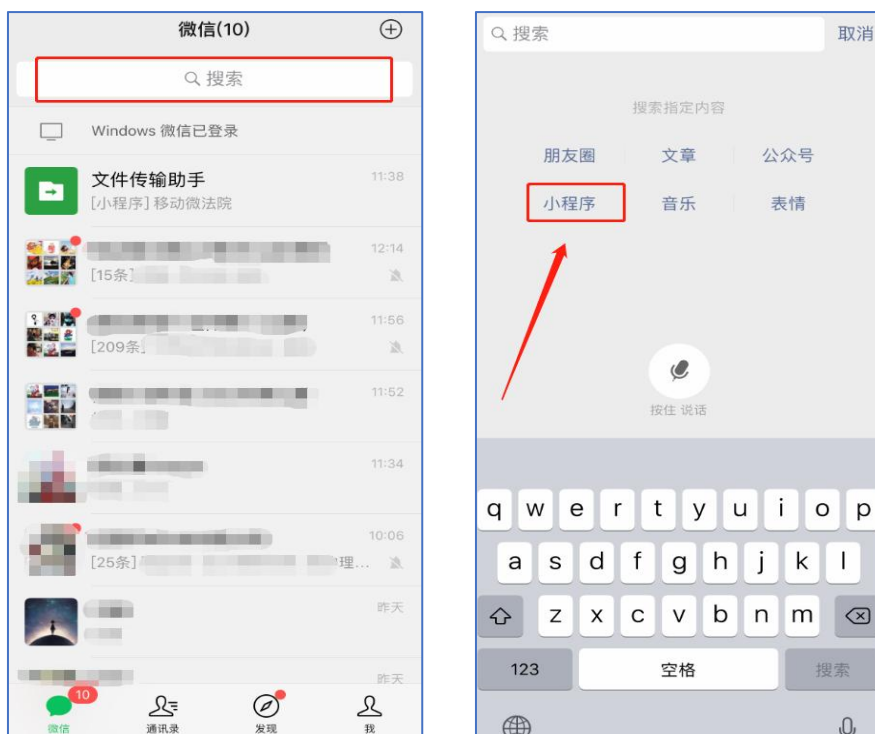 微信(10)
搜索
Windows 微信已登录
文件传输助手
11:38
[小程序] 移动微法院
12:14
[15条]
11:56
[209条]
11:52
11:34
10:06
[25条]
理...
昨天
昨天
10
微信
通讯录
发现
我
搜索
取消
搜索指定内容
朋友圈
文章
公众号
小程序
音乐
表情
按住 说话
q w e r t y u i o p
a s d f g h j k l
z x c v b n m
123
空格
搜索